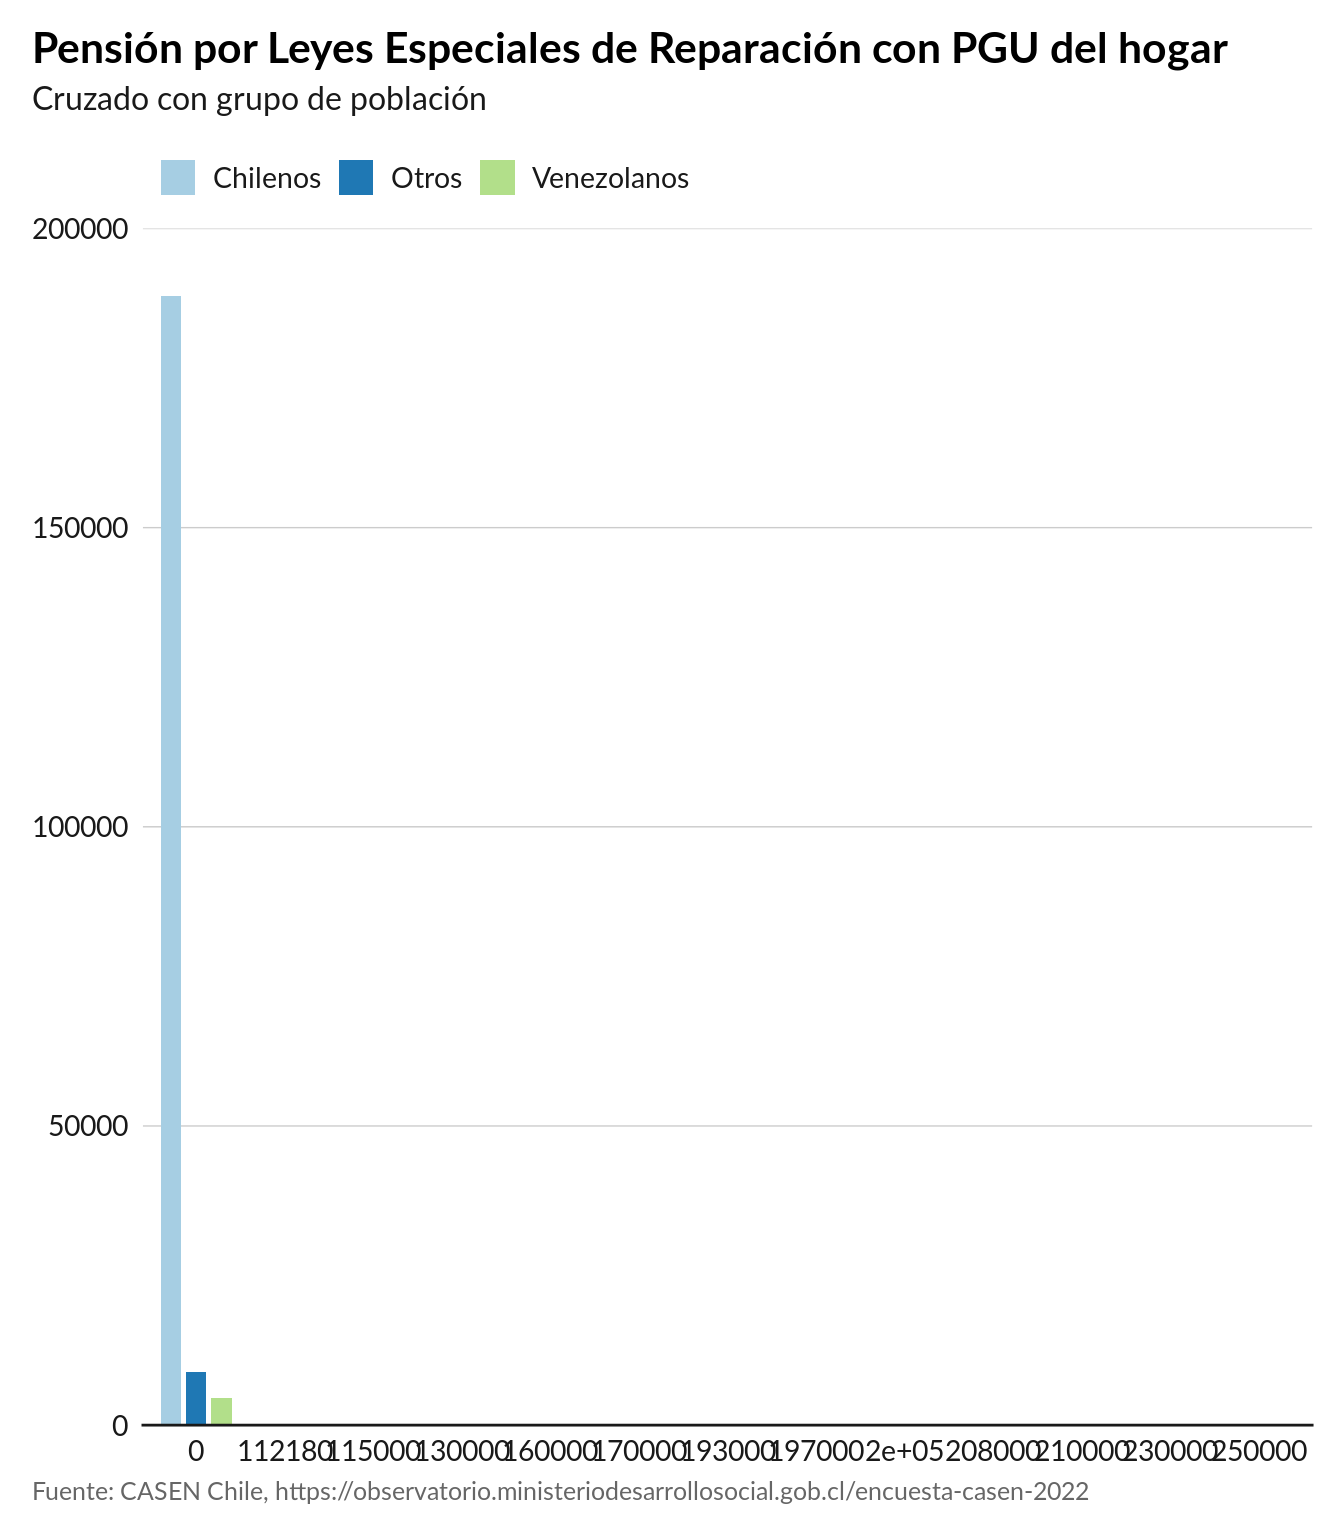 Pensión por Leyes Especiales de Reparación con PGU del hogar
Cruzado con grupo de población
Chilenos Otros Venezolanos
200000
150000
100000
50000
0
0 112180 115000 130000 160000 170000 193000 197000 2e+05 208000 210000 230000 250000
Fuente: CASEN Chile, https://observatorio.ministeriodesarrollosocial.gob.cl/encuesta-casen-2022